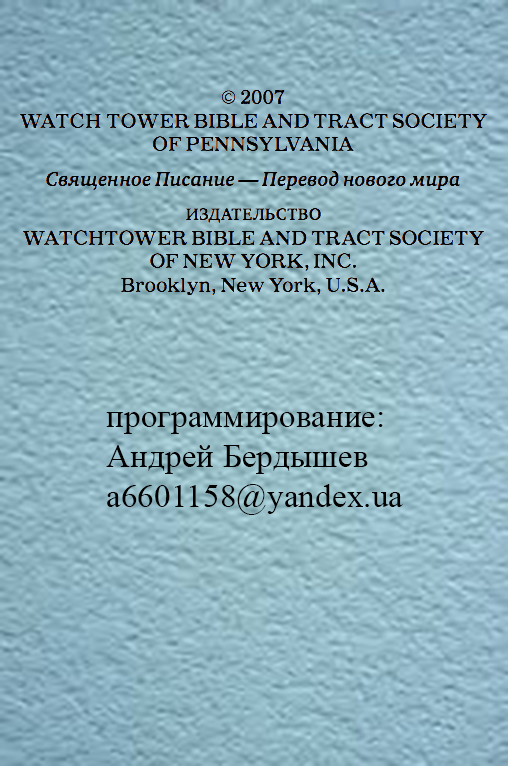 © 2007
WATCH TOWER BIBLE AND TRACT SOCIETY
OF PENNSYLVANIA
Священное Писание — Перевод нового мира
ИЗДАТЕЛЬСТВО
WATCHTOWER BIBLE AND TRACT SOCIETY
OF NEW YORK, INC.
Brooklyn, New York, U.S.A.
программирование:
Андрей Бердышев
a6601158@yandex.ua